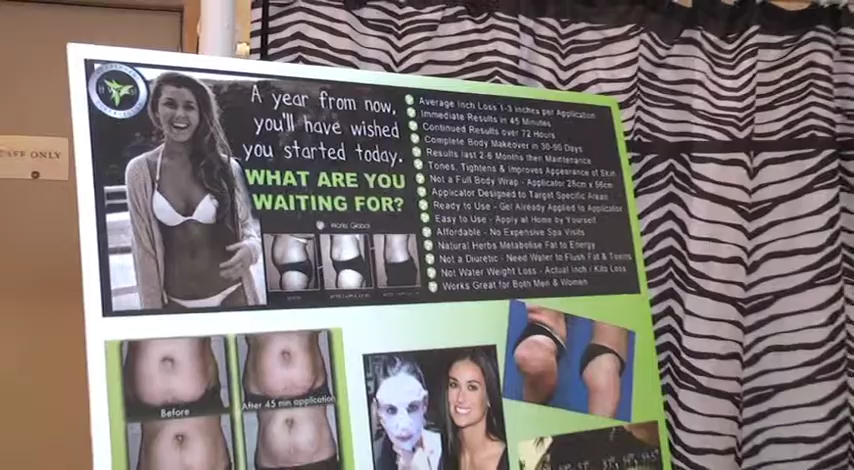 A year from now,
you'll have wished
you started today.
WHAT ARE YOU
WAITING FOR?
Average Inch Loss 1-3 inches per Application
Immediate Results in 45 Minutes
Continued Results over 72 Hours
Complete Body Makeover in 30-90 Days
Results last 2-6 Months then Maintenance
Tones, Tightens & Improves Appearance of Skin
Not a Full Body Wrap - Applicator 28cm x 56cm
Applicator Designed to Target Specific Areas
Ready to Use - Gel Already Applied to Applicator
Easy to Use - Apply at Home by Yourself
Affordable - No Expensive Spa Visits
Natural Herbs Metabolise Fat to Energy
Not a Diuretic - Need Water to Flush Fat & Toxins
Not Water Weight Loss - Actual Inch / Kilo Loss
Works Great for Both Men & Women
Before
After 45 min application
ONLY